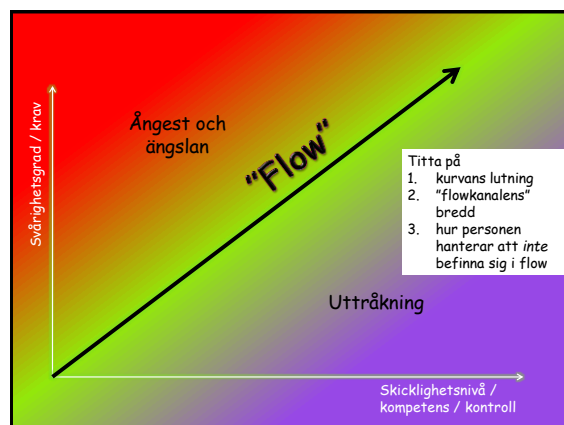 Svårighetsgrad / krav
Ångest och
ängslan
"Flow"
Titta på
1. kurvans lutning
2. ”flowkanalens”
bredd
3. hur personen
hanterar att inte
befinna sig i flow
Uttråkning
Skicklighetsnivå /
kompetens / kontroll